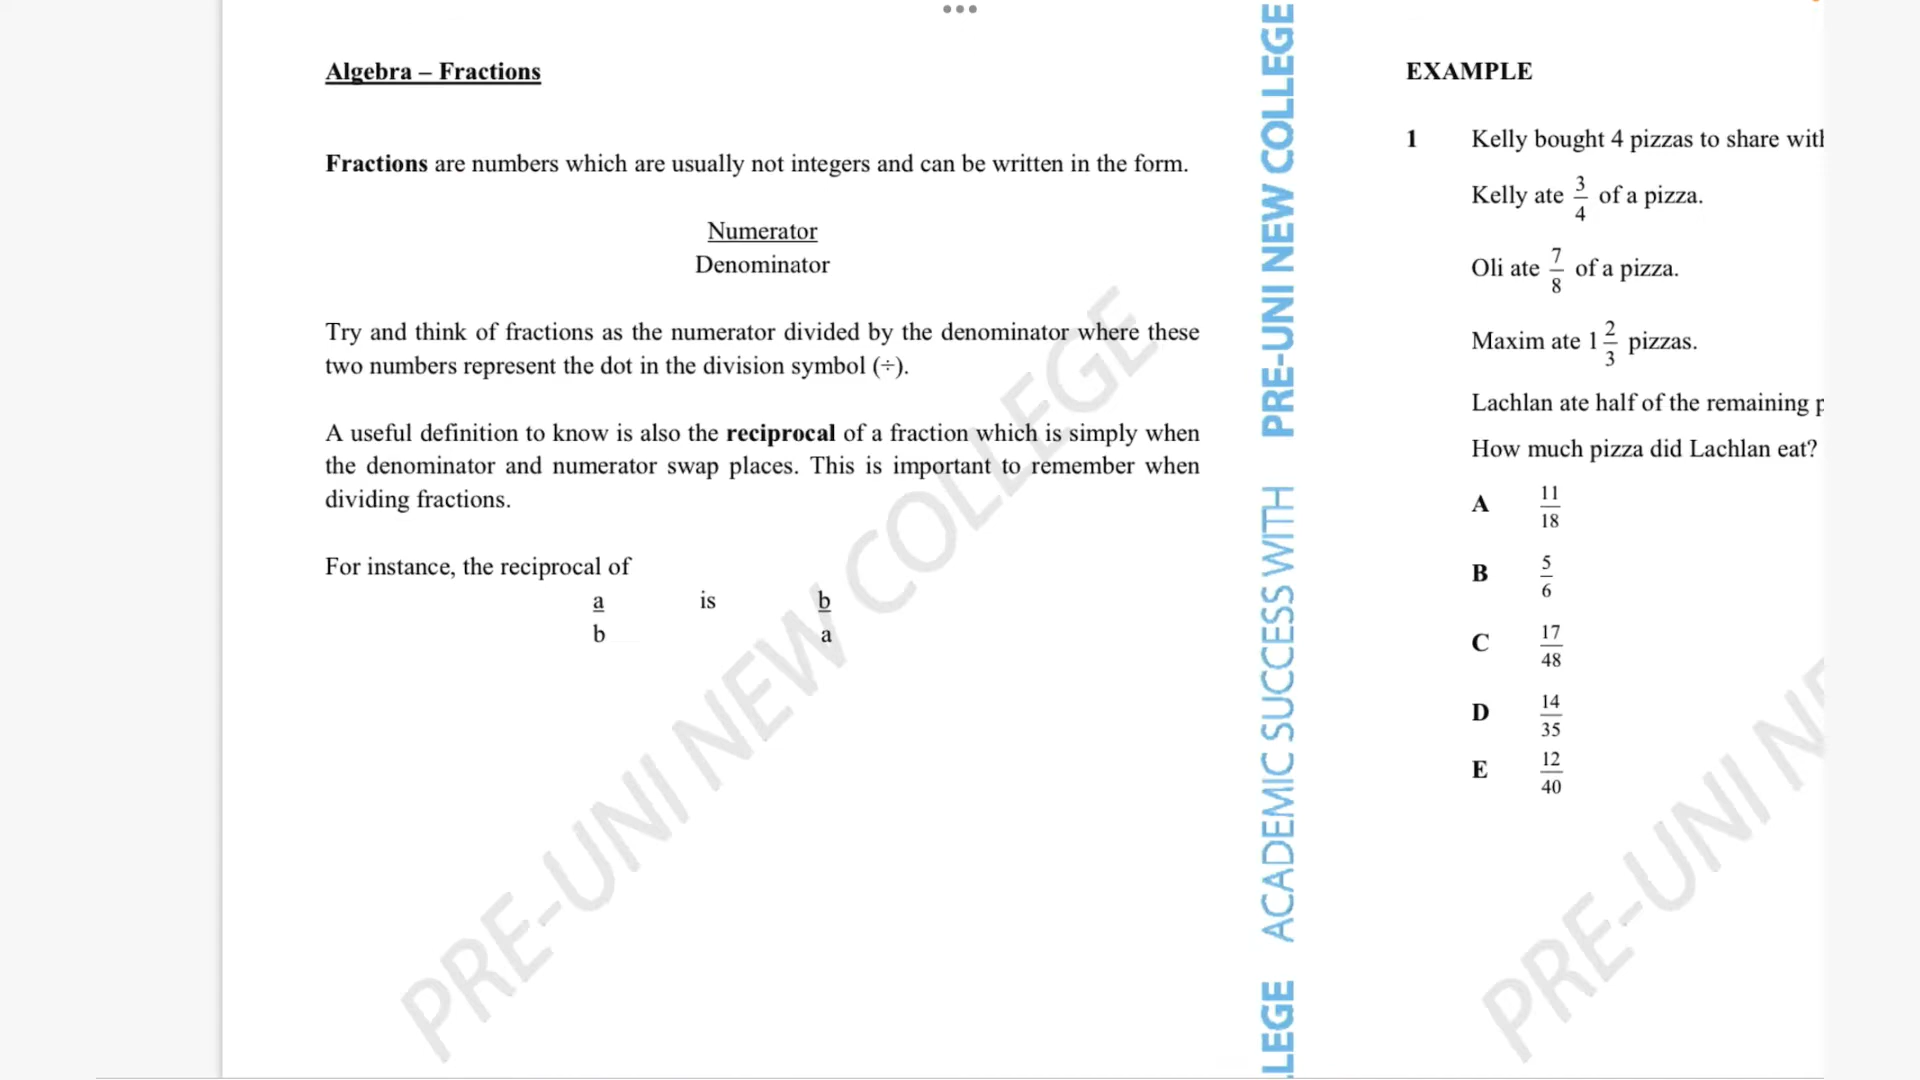 Algebra – Fractions
Fractions are numbers which are usually not integers and can be written in the form.
Numerator
Denominator
Try and think of fractions as the numerator divided by the denominator where these
two numbers represent the dot in the division symbol (÷).
A useful definition to know is also the reciprocal of a fraction which is simply when
the denominator and numerator swap places. This is important to remember when
dividing fractions.
For instance, the reciprocal of
a is b
b a
PRE-UNI NEW COLLEGE
LEGE ACADEMIC SUCCESS WITH PRE-UNI NEW COLLEGE
EXAMPLE
1 Kelly bought 4 pizzas to share with
Kelly ate 3/4 of a pizza.
Oli ate 7/8 of a pizza.
Maxim ate 1 2/3 pizzas.
Lachlan ate half of the remaining
How much pizza did Lachlan eat?
A 11/18
B 5/6
C 17/48
D 14/35
E 12/40
PRE-UNI